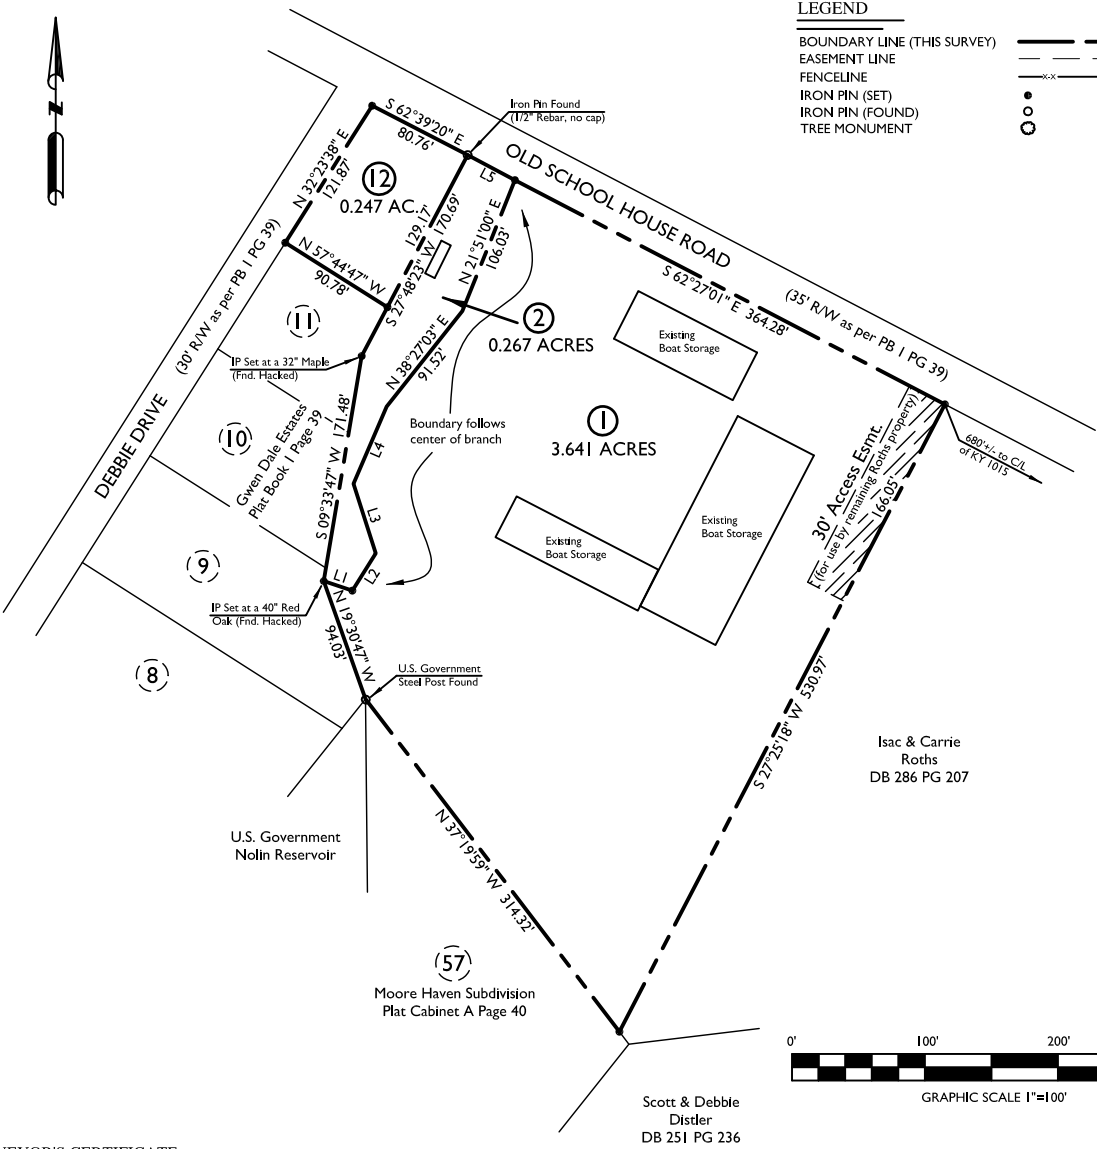 LEGEND
BOUNDARY LINE (THIS SURVEY)
EASEMENT LINE
FENCELINE
x-x
IRON PIN (SET)
IRON PIN (FOUND)
TREE MONUMENT
N
Iron Pin Found
(1/2" Rebar, no cap)
S 62°39'20" E
80.76'
N 32°23'38" E
121.87'
12
0.247 AC.
L5
OLD SCHOOL HOUSE ROAD
(35' R/W as per PB 1 PG 39)
S 62°27'01" E 364.28'
129.17'
S 27°48'23" W 170.69'
N 21°51'00" E
106.03
N 57°44'47" W
90.78'
11
DEBBIE DRIVE
(30' R/W as per PB 1 PG 39)
2
0.267 ACRES
IP Set at a 32" Maple
(Fnd. Hacked)
N 38°27'03" E
91.52'
Existing
Boat Storage
Boundary follows
center of branch
1
3.641 ACRES
10
Gwen Dale Estates
Plat Book 1 Page 39
S 09°33'47" W 171.48'
L4
L3
L2
L1
30' Access Esmt.
(for use by remaining Roths property)
166.05'
680'+/- to C/L
of KY 1015
Existing
Boat Storage
Existing
Boat Storage
9
IP Set at a 40" Red
Oak (Fnd. Hacked)
N 19°30'47" W
94.03'
8
U.S. Government
Steel Post Found
S 27°25'18" W 530.97'
Isac & Carrie
Roths
DB 286 PG 207
U.S. Government
Nolin Reservoir
N 37°19'59" W 314.32'
57
Moore Haven Subdivision
Plat Cabinet A Page 40
Scott & Debbie
Distler
DB 251 PG 236
0' 100' 200'
GRAPHIC SCALE 1"=100'